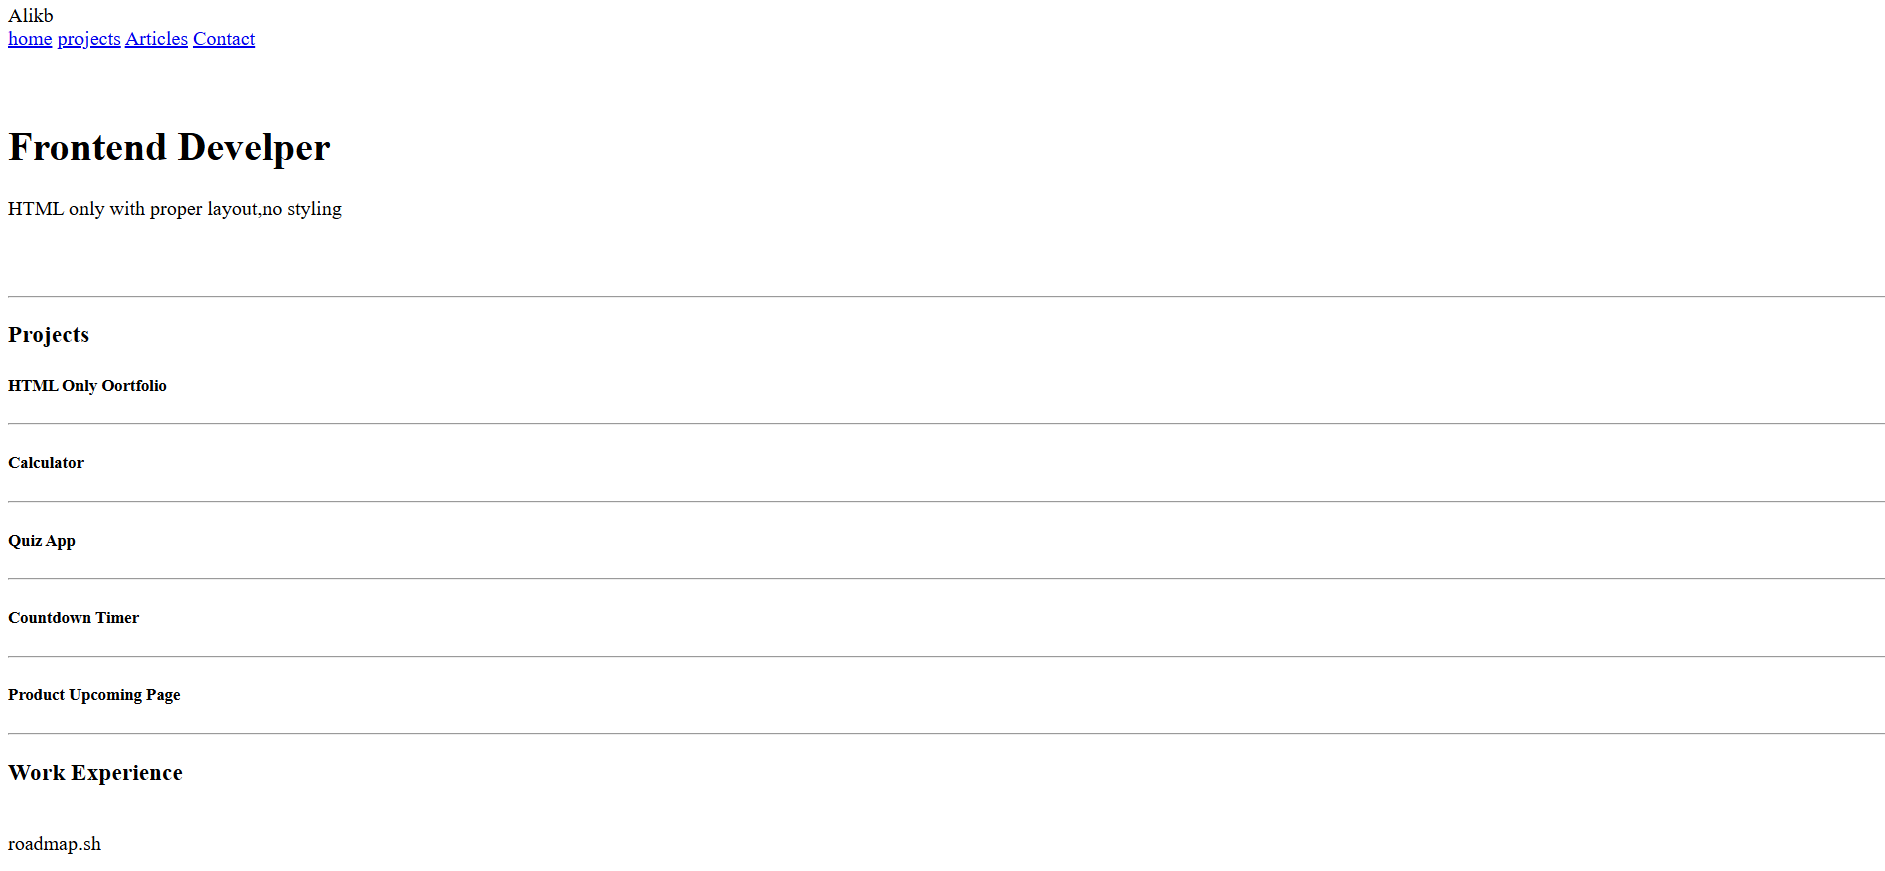 Alikb
home projects Articles Contact
Frontend Develper
HTML only with proper layout,no styling
Projects
HTML Only Oortfolio
Calculator
Quiz App
Countdown Timer
Product Upcoming Page
Work Experience
roadmap.sh